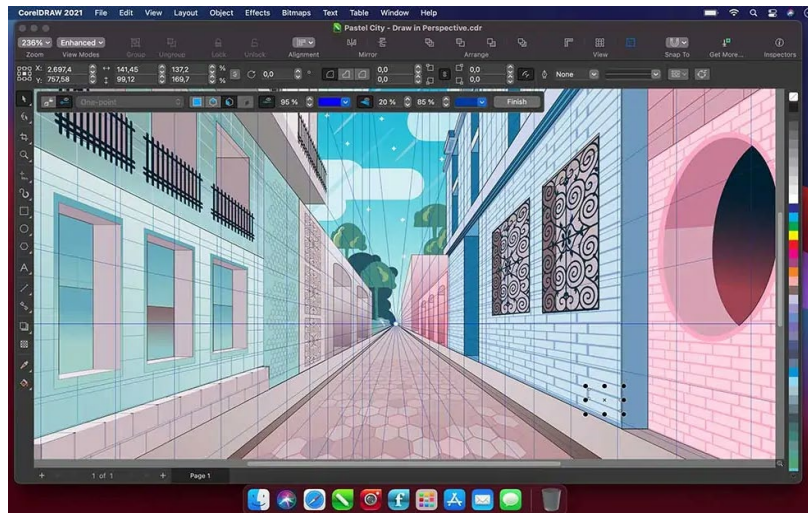 CorelDRAW 2021 File Edit View Layout Object Effects Bitmaps Text Table Window Help
Pastel City - Draw in Perspective.cdr
236% Enhanced
Zoom View Modes Group Ungroup Lock Unlock Alignment Mirror Arrange View Snap To Get More... Inspectors
X: 2.697,4 141,45 137,2 % 0,0 ° 0,0 0,0 None
Y: 757,58 99,12 169,7 % 0,0 0,0
One-point 95 % 20 % 85 % Finish
+ 1 of 1 + Page 1